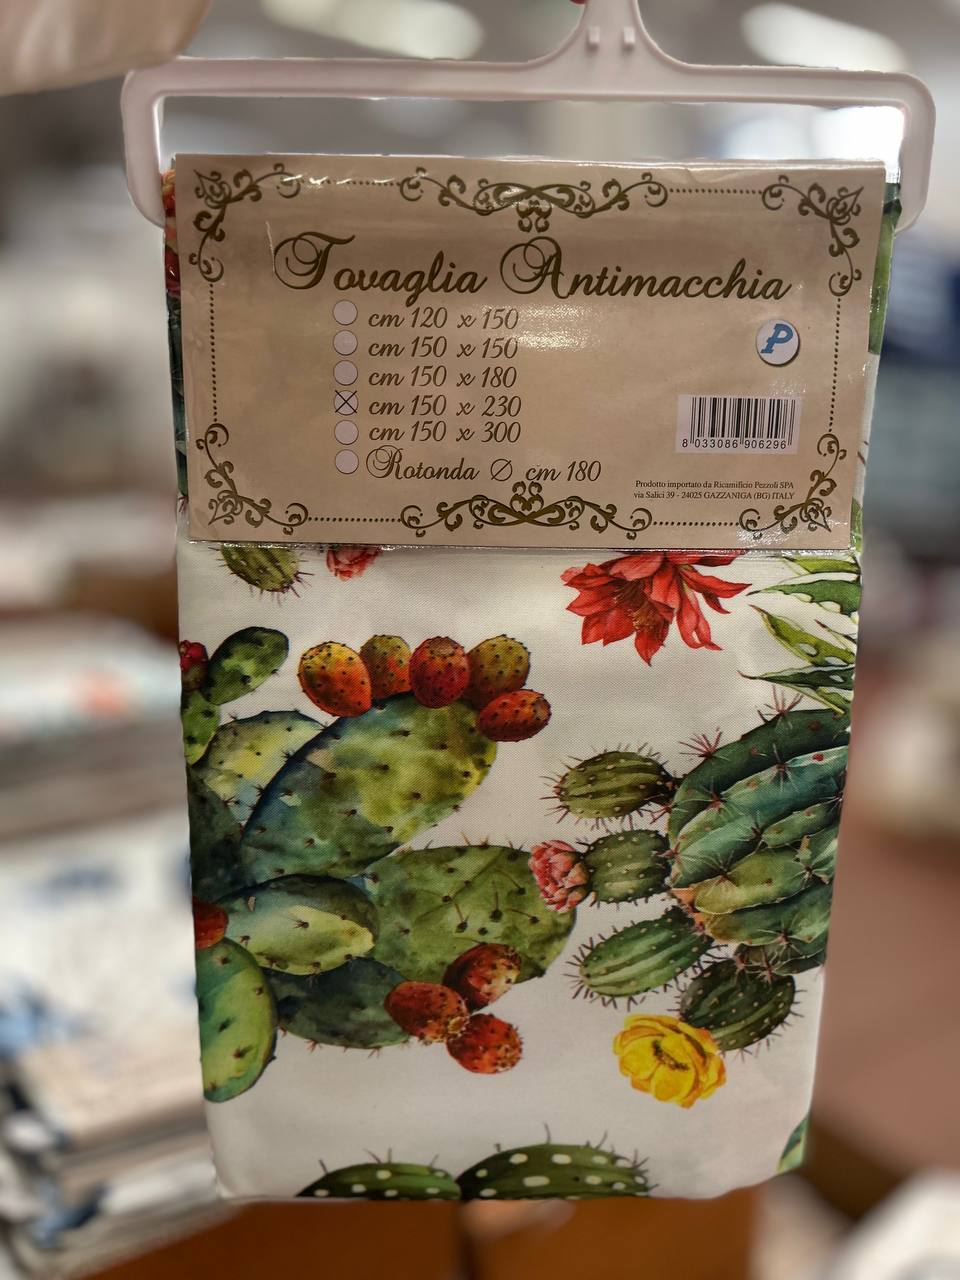 Tovaglia Antimacchia
cm 120 x 150
cm 150 x 150
cm 150 x 180
cm 150 x 230
cm 150 x 300
Rotonda ∅ cm 180
P
8 033086 906296
Prodotto importato da Ricamificio Pezzoli SPA
via Salici 39 - 24025 GAZZANIGA (BG) ITALY